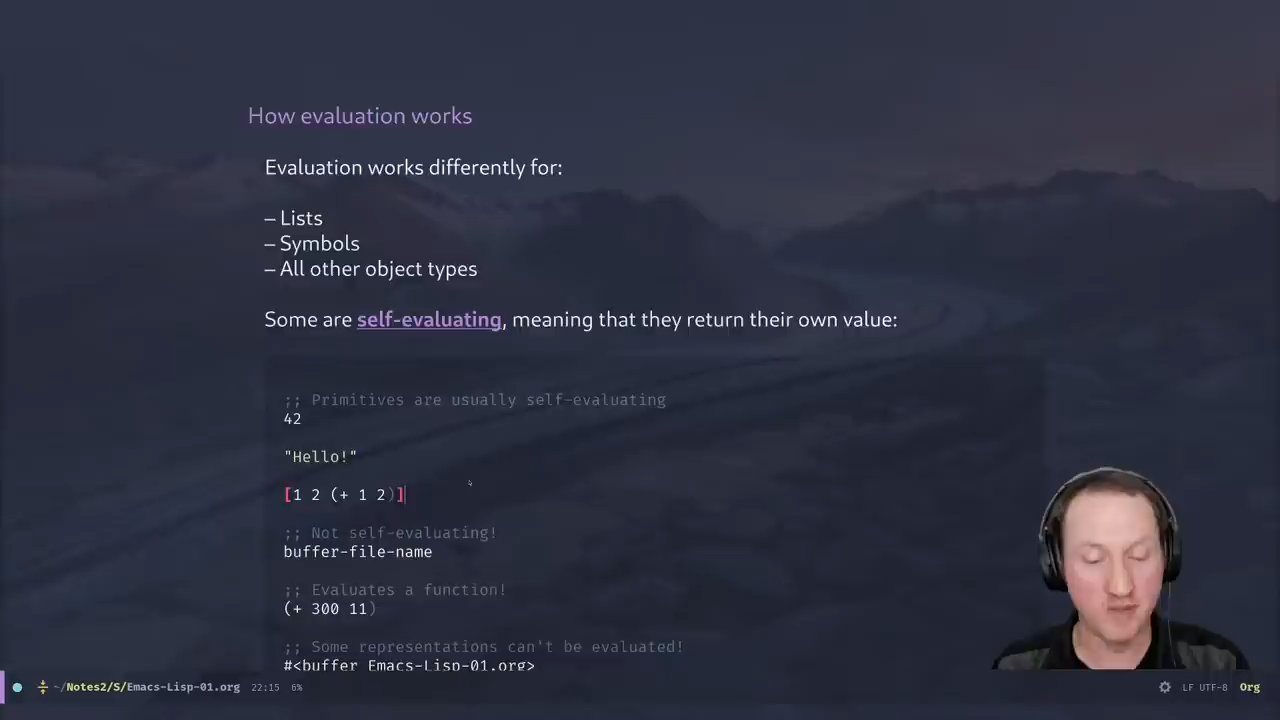 How evaluation works
Evaluation works differently for:
– Lists
– Symbols
– All other object types
Some are self-evaluating, meaning that they return their own value:
;; Primitives are usually self-evaluating
42
"Hello!"
[1 2 (+ 1 2)]
;; Not self-evaluating!
buffer-file-name
;; Evaluates a function!
(+ 300 11)
;; Some representations can't be evaluated!
#<buffer Emacs-Lisp-01.org>
~/Notes2/S/Emacs-Lisp-01.org 22:15 6% LF UTF-8 Org